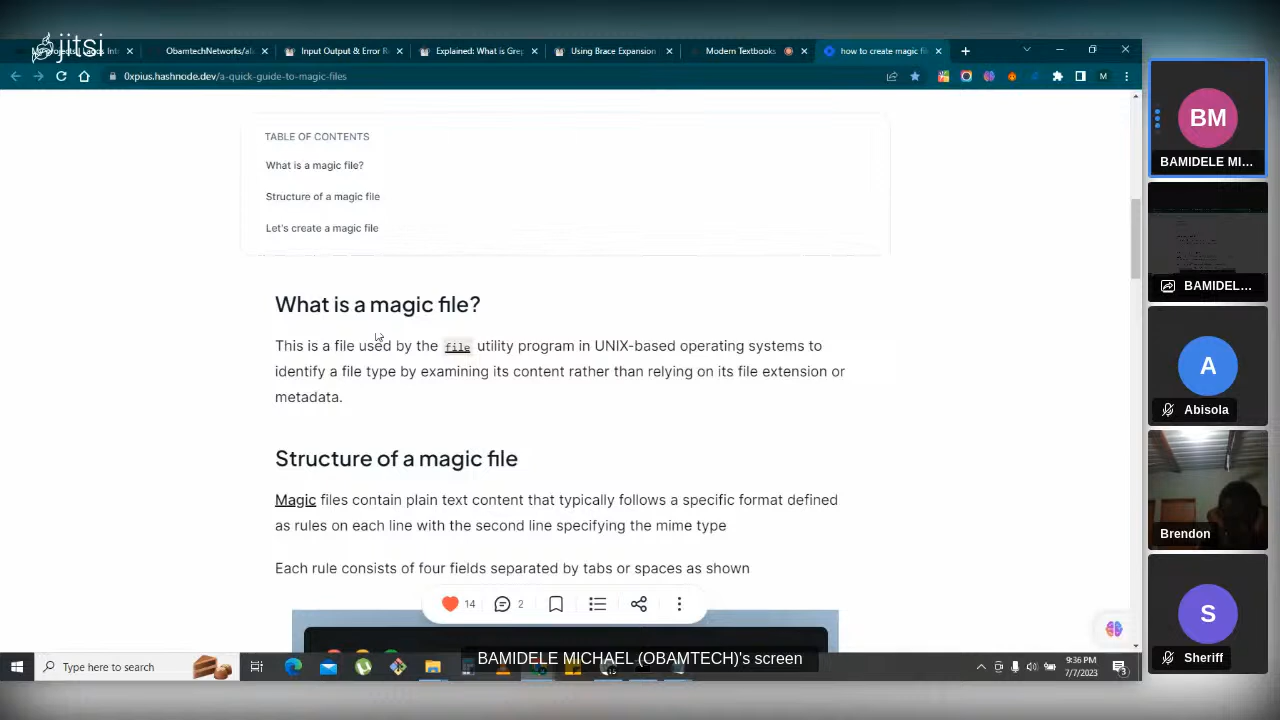 jitsi
ObamtechNetworks/al
Input Output & Error R
Explained: What is Gre
Using Brace Expansion
Modern Textbooks
how to create magic fi
0xpius.hashnode.dev/a-quick-guide-to-magic-files
M
TABLE OF CONTENTS
What is a magic file?
Structure of a magic file
Let's create a magic file
What is a magic file?
This is a file used by the file utility program in UNIX-based operating systems to
identify a file type by examining its content rather than relying on its file extension or
metadata.
Structure of a magic file
Magic files contain plain text content that typically follows a specific format defined
as rules on each line with the second line specifying the mime type
Each rule consists of four fields separated by tabs or spaces as shown
14
2
Type here to search
BAMIDELE MICHAEL (OBAMTECH)'s screen
9:36 PM
7/7/2023
BM
BAMIDELE MI...
BAMIDEL...
A
Abisola
Brendon
S
Sheriff